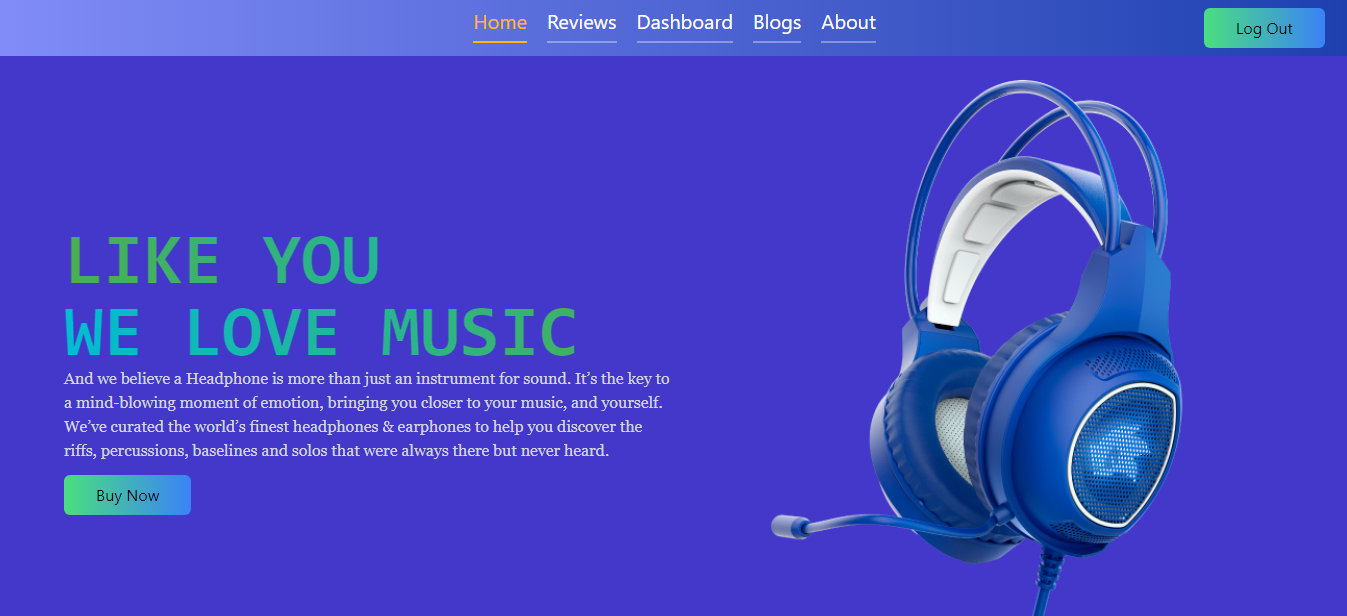 Home Reviews Dashboard Blogs About Log Out
LIKE YOU
WE LOVE MUSIC
And we believe a Headphone is more than just an instrument for sound. It’s the key to
a mind-blowing moment of emotion, bringing you closer to your music, and yourself.
We’ve curated the world’s finest headphones & earphones to help you discover the
riffs, percussions, baselines and solos that were always there but never heard.
Buy Now